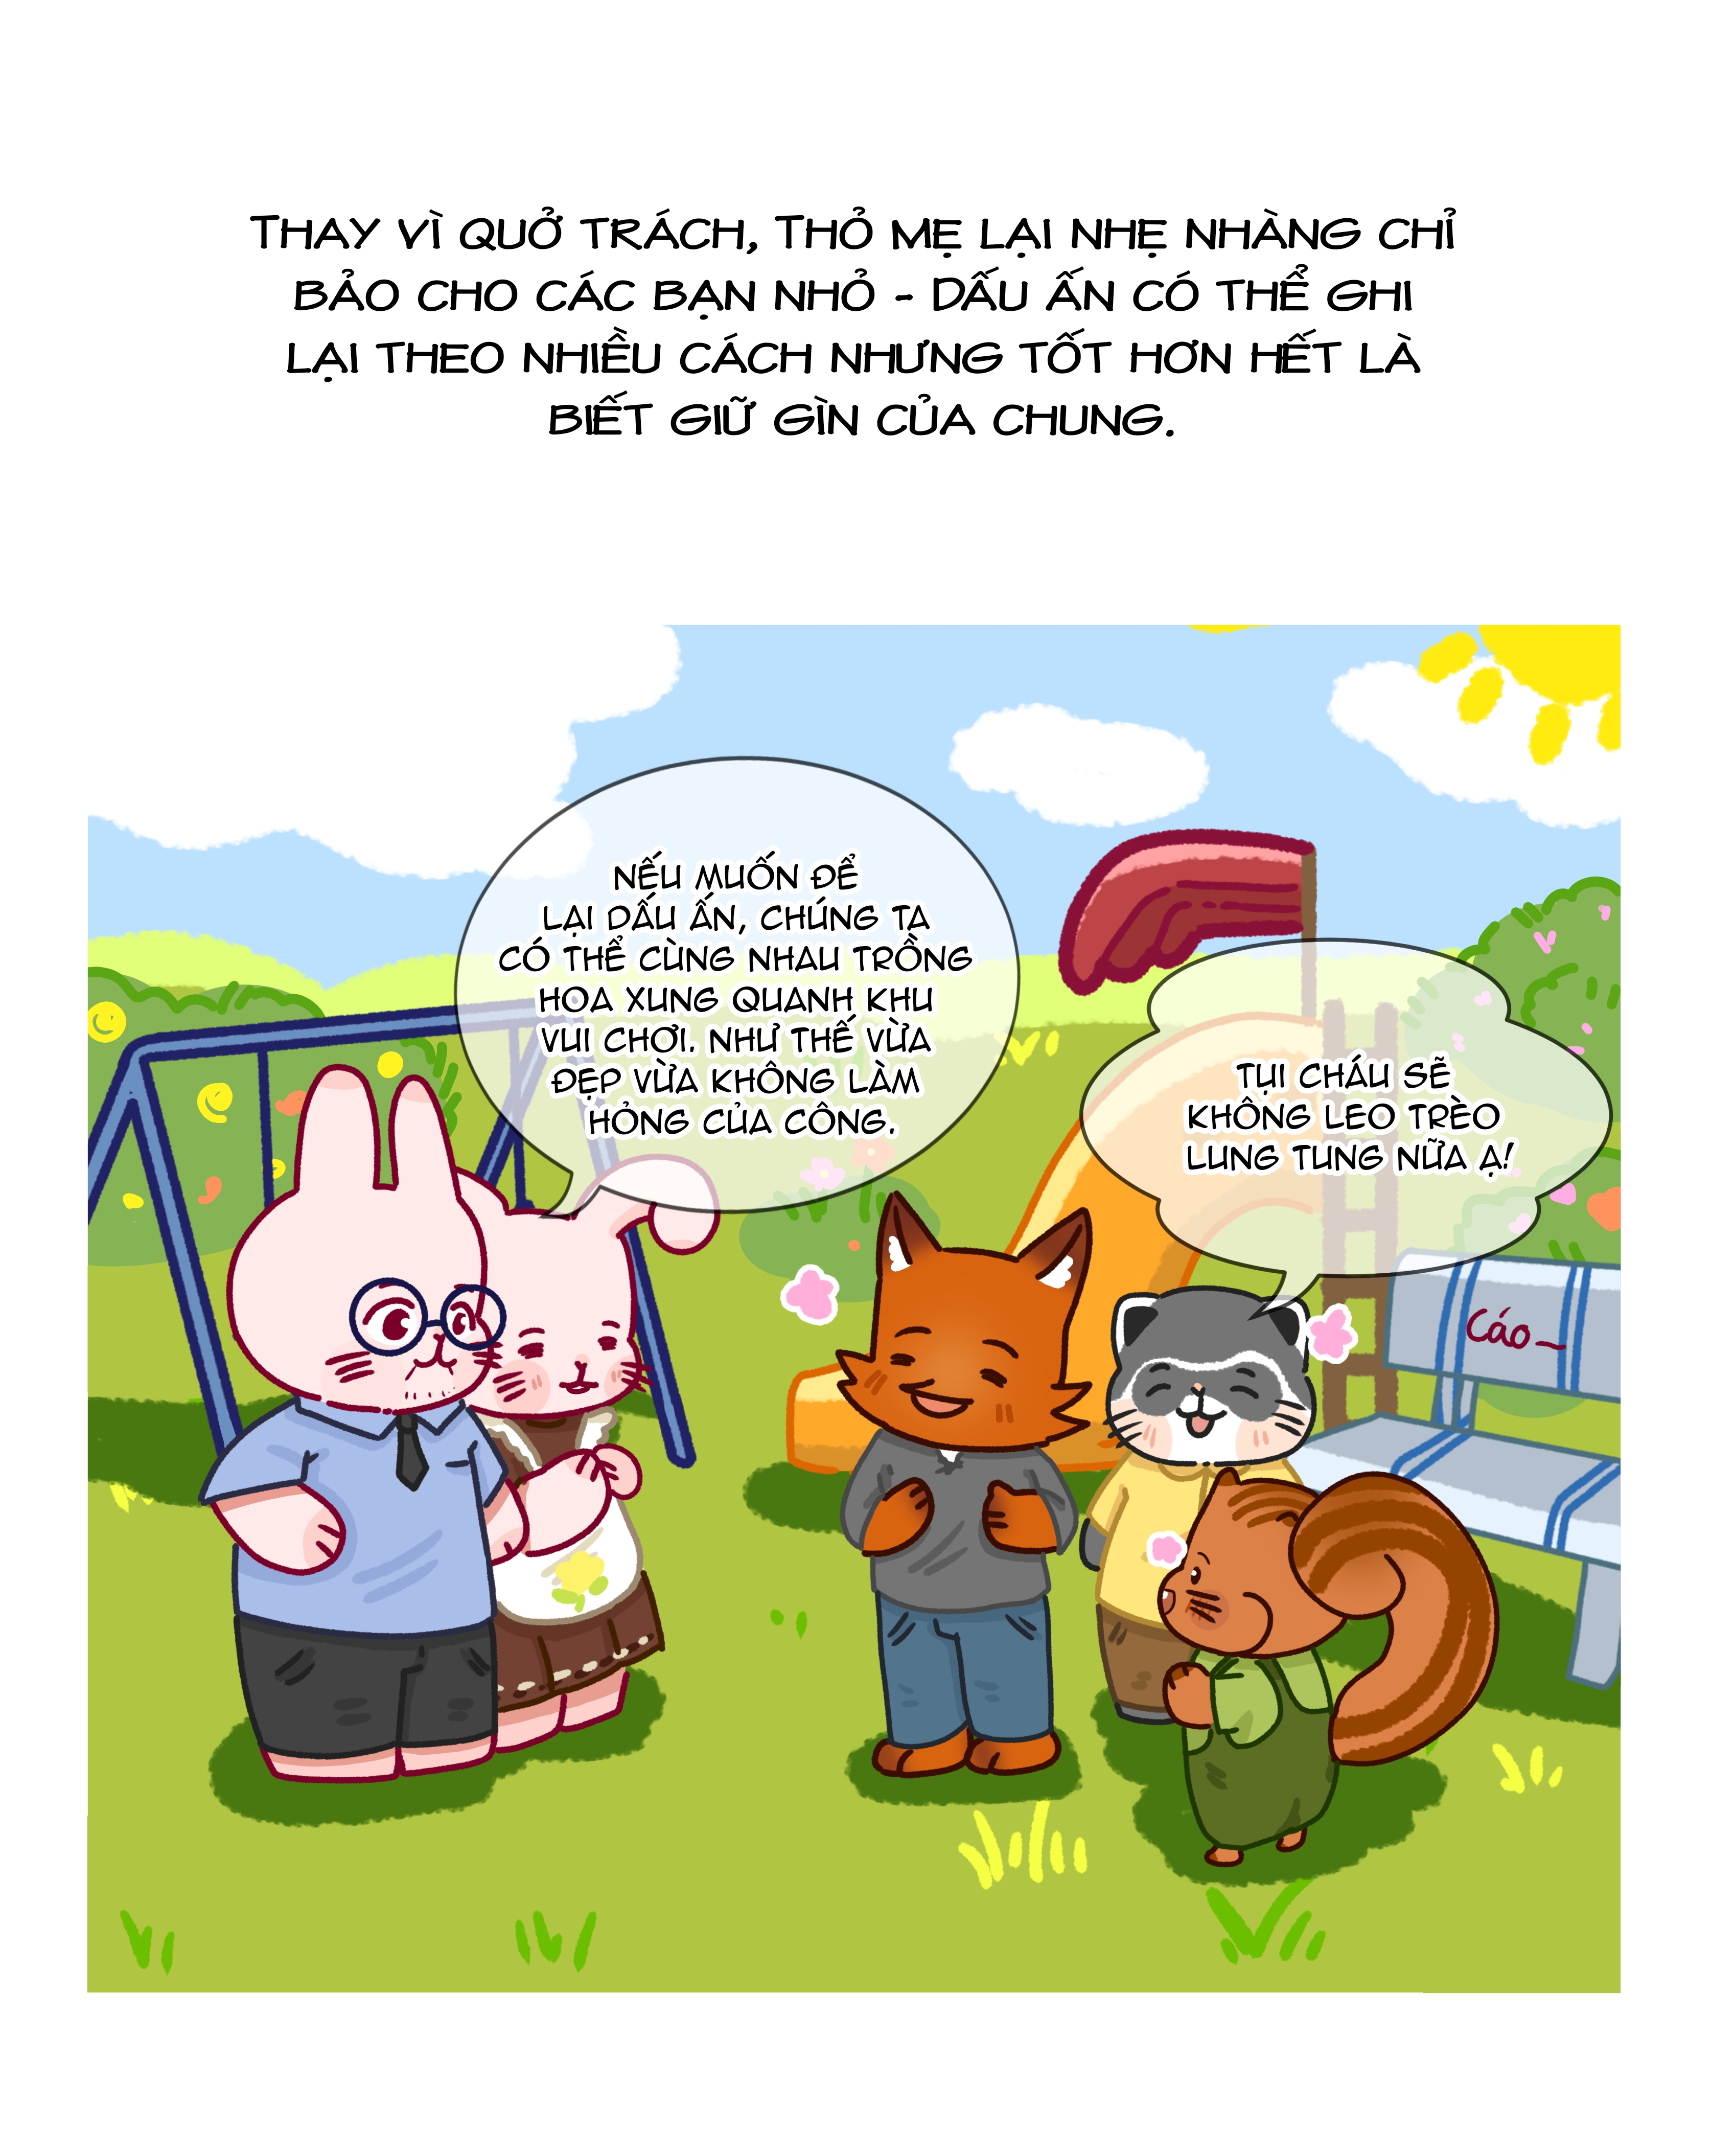 THAY VÌ QUỞ TRÁCH, THỎ MẸ LẠI NHẸ NHÀNG CHỈ
BẢO CHO CÁC BẠN NHỎ - DẤU ẤN CÓ THỂ GHI
LẠI THEO NHIỀU CÁCH NHƯNG TỐT HƠN HẾT LÀ
BIẾT GIỮ GÌN CỦA CHUNG.
NẾU MUỐN ĐỂ
LẠI DẤU ẤN, CHÚNG TA
CÓ THỂ CÙNG NHAU TRỒNG
HOA XUNG QUANH KHU
VUI CHƠI. NHƯ THẾ VỪA
ĐẸP VỪA KHÔNG LÀM
HỎNG CỦA CÔNG.
TỤI CHÁU SẼ
KHÔNG LEO TRÈO
LUNG TUNG NỮA Ạ!
Cáo~